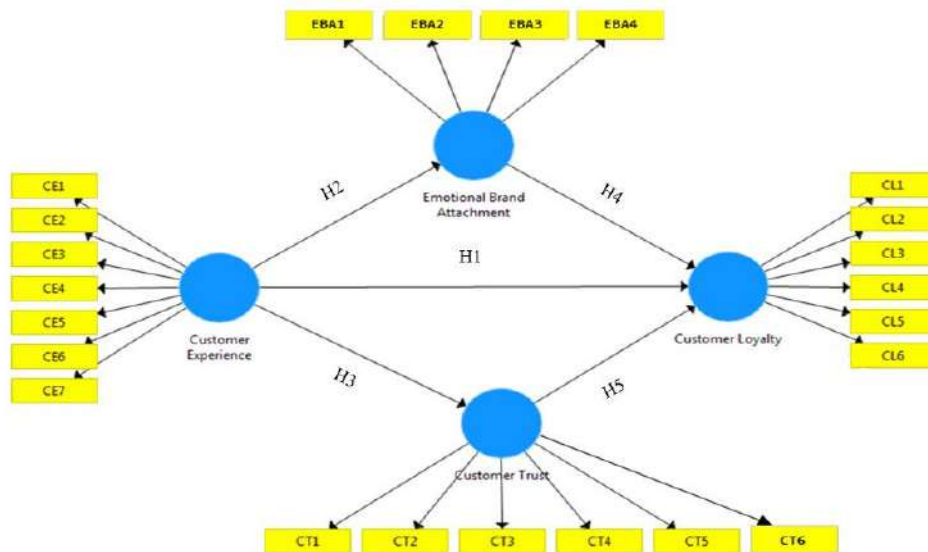 EBA1 EBA2 EBA3 EBA4
Emotional Brand
Attachment
CE1
CE2
CE3
CE4
CE5
CE6
CE7
H2
H4
H1
CL1
CL2
CL3
CL4
CL5
CL6
Customer
Experience
Customer Loyalty
H3
H5
Customer Trust
CT1 CT2 CT3 CT4 CT5 CT6